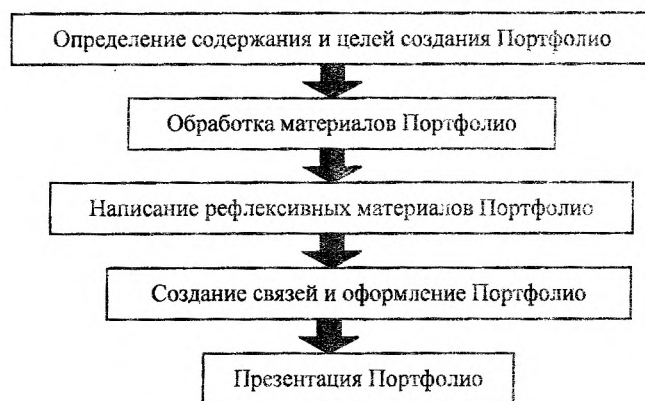 Определение содержания и целей создания Портфолио
Обработка материалов Портфолио
Написание рефлексивных материалов Портфолио
Создание связей и оформление Портфолио
Презентация Портфолио